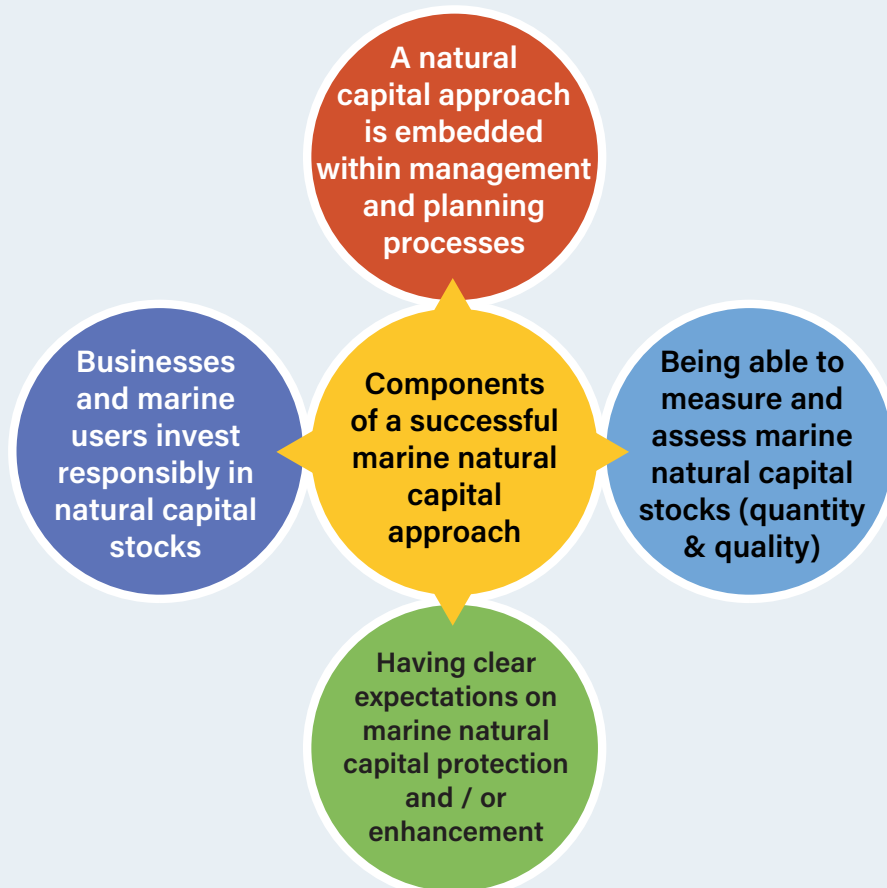 A natural
capital approach
is embedded
within management
and planning
processes
Businesses
and marine
users invest
responsibly in
natural capital
stocks
Components
of a successful
marine natural
capital
approach
Being able to
measure and
assess marine
natural capital
stocks (quantity
& quality)
Having clear
expectations on
marine natural
capital protection
and / or
enhancement